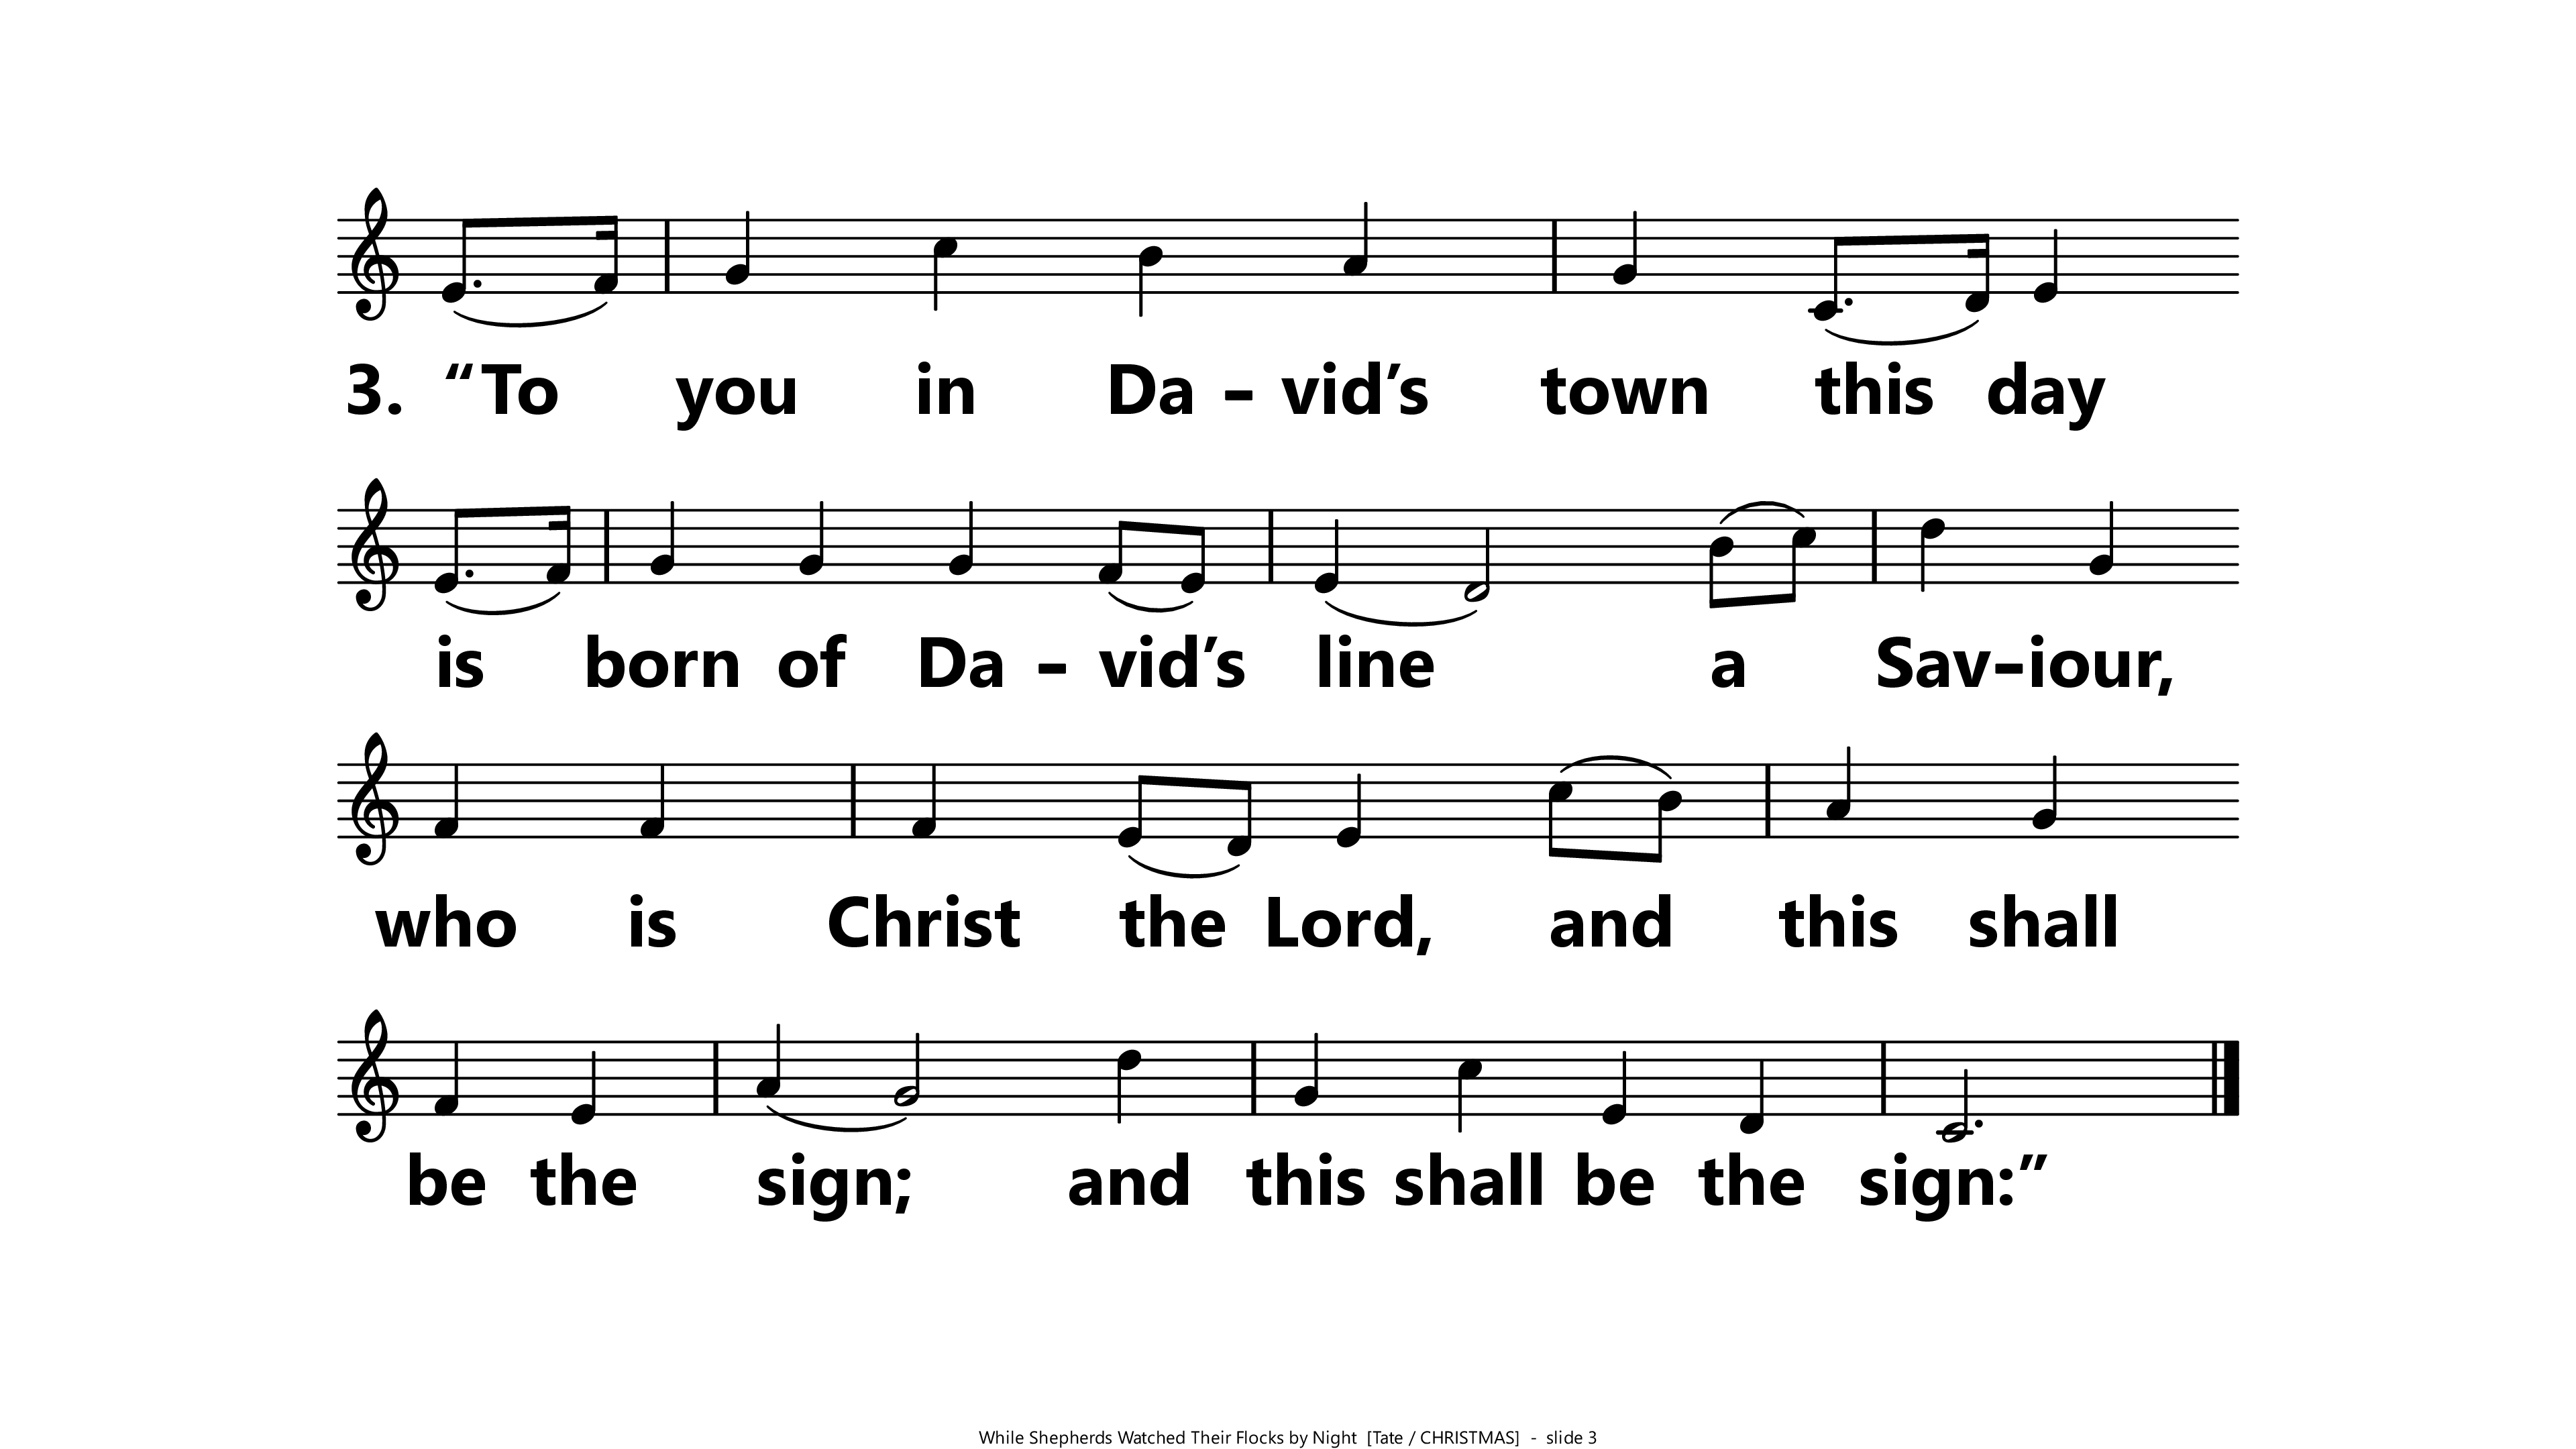 3. “To you in Da - vid’s town this day
is born of Da - vid’s line a Sav-iour,
who is Christ the Lord, and this shall
be the sign; and this shall be the sign:”
While Shepherds Watched Their Flocks by Night [Tate / CHRISTMAS] - slide 3